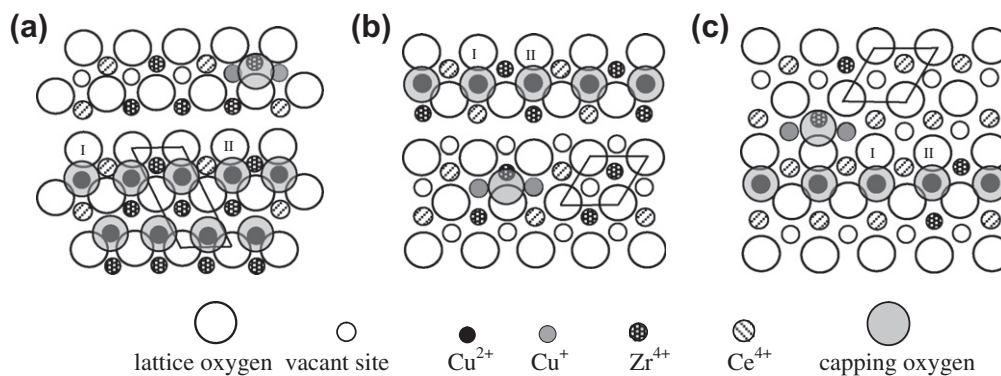 (a) (b) (c)
I II
I II
I II
lattice oxygen vacant site Cu2+ Cu+ Zr4+ Ce4+ capping oxygen